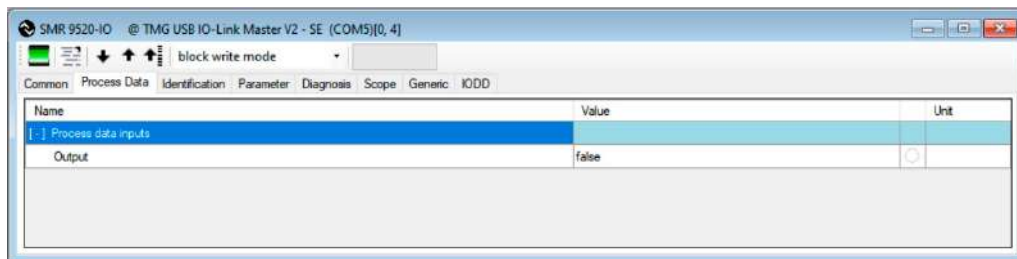 SMR 9520-IO @ TMG USB IO-Link Master V2 - SE (COM5)[0, 4]
block write mode
Common Process Data Identification Parameter Diagnosis Scope Generic IODD
Name Value Unit
[-] Process data inputs
Output false